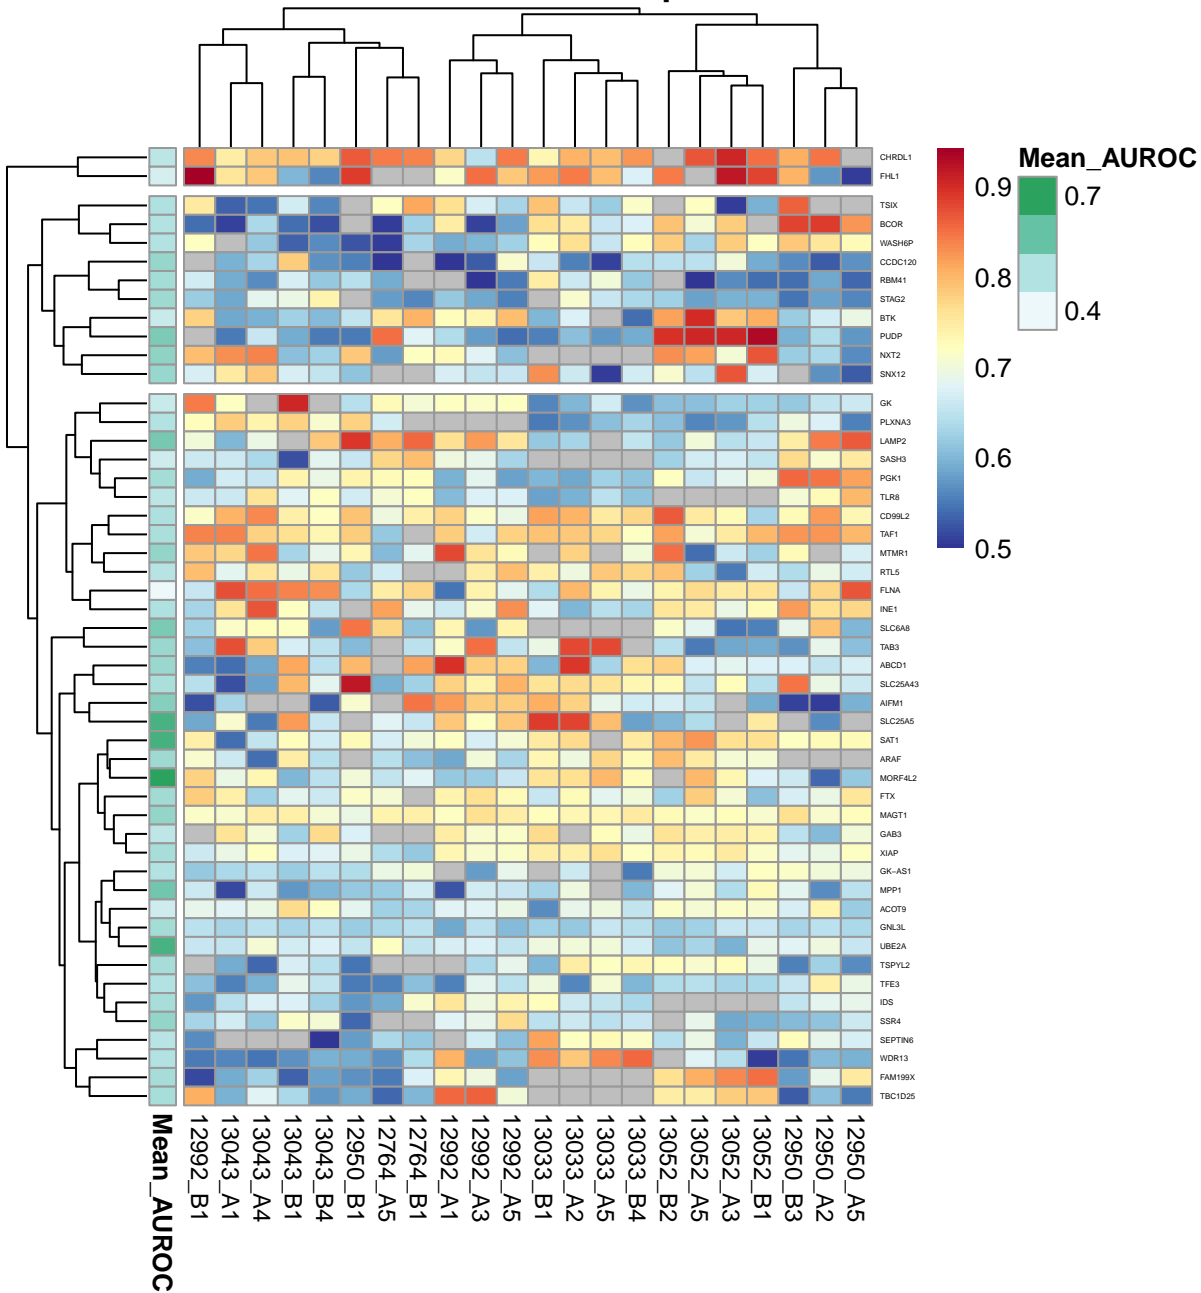 CHRDL1
FHL1
TSIX
BCOR
WASH6P
CCDC120
RBM41
STAG2
BTK
PUDP
NXT2
SNX12
GK
PLXNA3
LAMP2
SASH3
PGK1
TLR8
CD99L2
TAF1
MTMR1
RTL5
FLNA
INE1
SLC6A8
TAB3
ABCD1
SLC25A43
AIFM1
SLC25A5
SAT1
ARAF
MORF4L2
FTX
MAGT1
GAB3
XIAP
GK−AS1
MPP1
ACOT9
GNL3L
UBE2A
TSPYL2
TFE3
IDS
SSR4
SEPTIN6
WDR13
FAM199X
TBC1D25
Mean_AUROC
12992_B1
13043_A1
13043_A4
13043_B1
13043_B4
12950_B1
12764_A5
12764_B1
12992_A1
12992_A3
12992_A5
13033_B1
13033_A2
13033_A5
13033_B4
13052_B2
13052_A5
13052_A3
13052_B1
12950_B3
12950_A2
12950_A5
0.9
0.8
0.7
0.6
0.5
Mean_AUROC
0.7
0.4